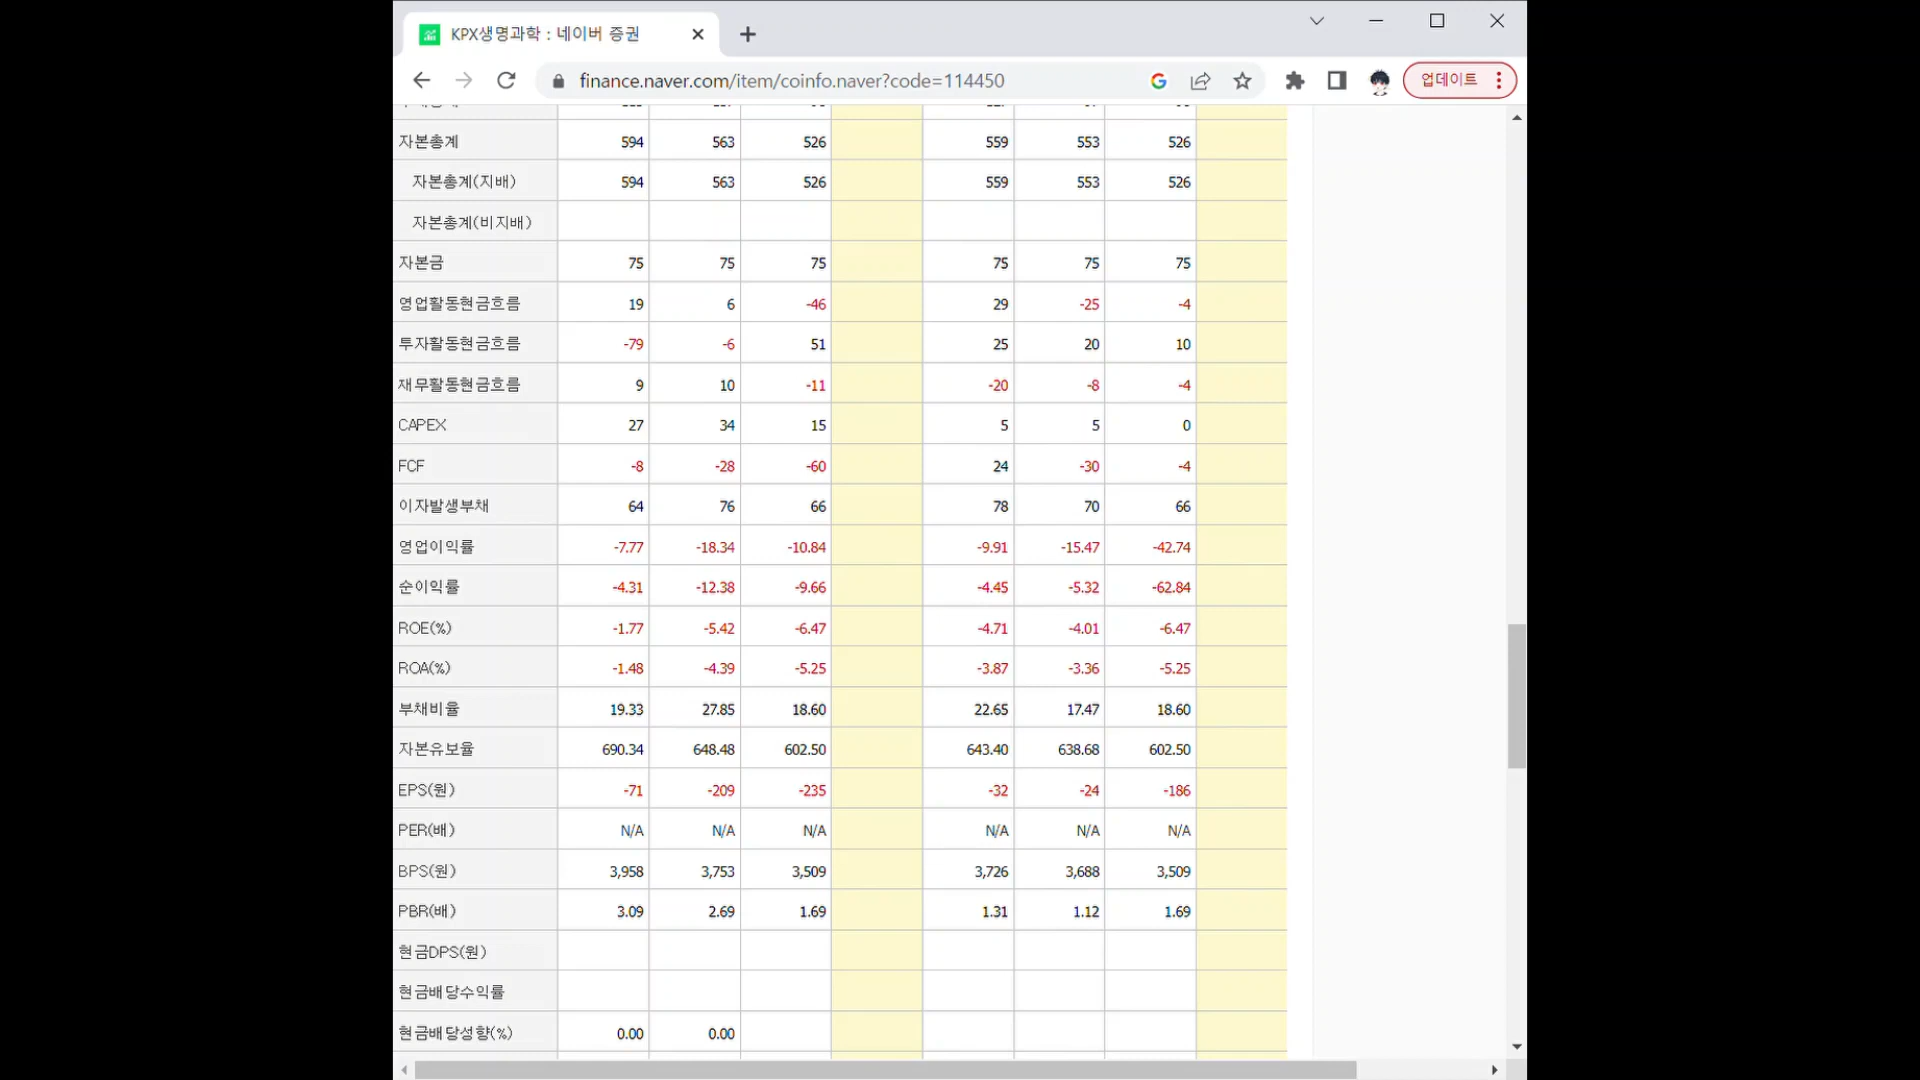 KPX생명과학 : 네이버 증권
finance.naver.com/item/coinfo.naver?code=114450
업데이트
자본총계 594 563 526 559 553 526
자본총계(지배) 594 563 526 559 553 526
자본총계(비지배)
자본금 75 75 75 75 75 75
영업활동현금흐름 19 6 -46 29 -25 -4
투자활동현금흐름 -79 -6 51 25 20 10
재무활동현금흐름 9 10 -11 -20 -8 -4
CAPEX 27 34 15 5 5 0
FCF -8 -28 -60 24 -30 -4
이자발생부채 64 76 66 78 70 66
영업이익률 -7.77 -18.34 -10.84 -9.91 -15.47 -42.74
순이익률 -4.31 -12.38 -9.66 -4.45 -5.32 -62.84
ROE(%) -1.77 -5.42 -6.47 -4.71 -4.01 -6.47
ROA(%) -1.48 -4.39 -5.25 -3.87 -3.36 -5.25
부채비율 19.33 27.85 18.60 22.65 17.47 18.60
자본유보율 690.34 648.48 602.50 643.40 638.68 602.50
EPS(원) -71 -209 -235 -32 -24 -186
PER(배) N/A N/A N/A N/A N/A N/A
BPS(원) 3,958 3,753 3,509 3,726 3,688 3,509
PBR(배) 3.09 2.69 1.69 1.31 1.12 1.69
현금DPS(원)
현금배당수익률
현금배당성향(%) 0.00 0.00